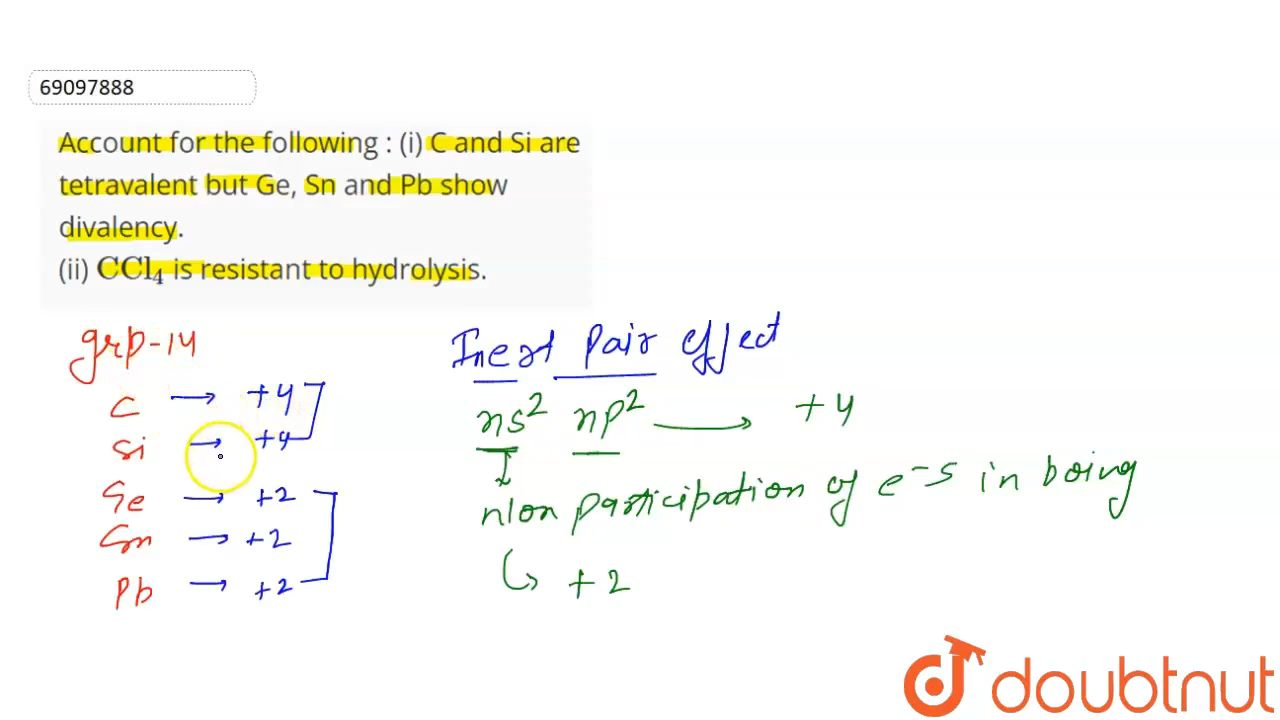 69097888
Account for the following : (i) C and Si are
tetravalent but Ge, Sn and Pb show
divalency.
(ii) CCl₄ is resistant to hydrolysis.
grp-14
C → +4
Si → +4
Ge → +2
Sn → +2
Pb → +2
Inert Pair effect
ns² np² → +4
Non participation of e⁻s in boing
↳ +2
doubtnut